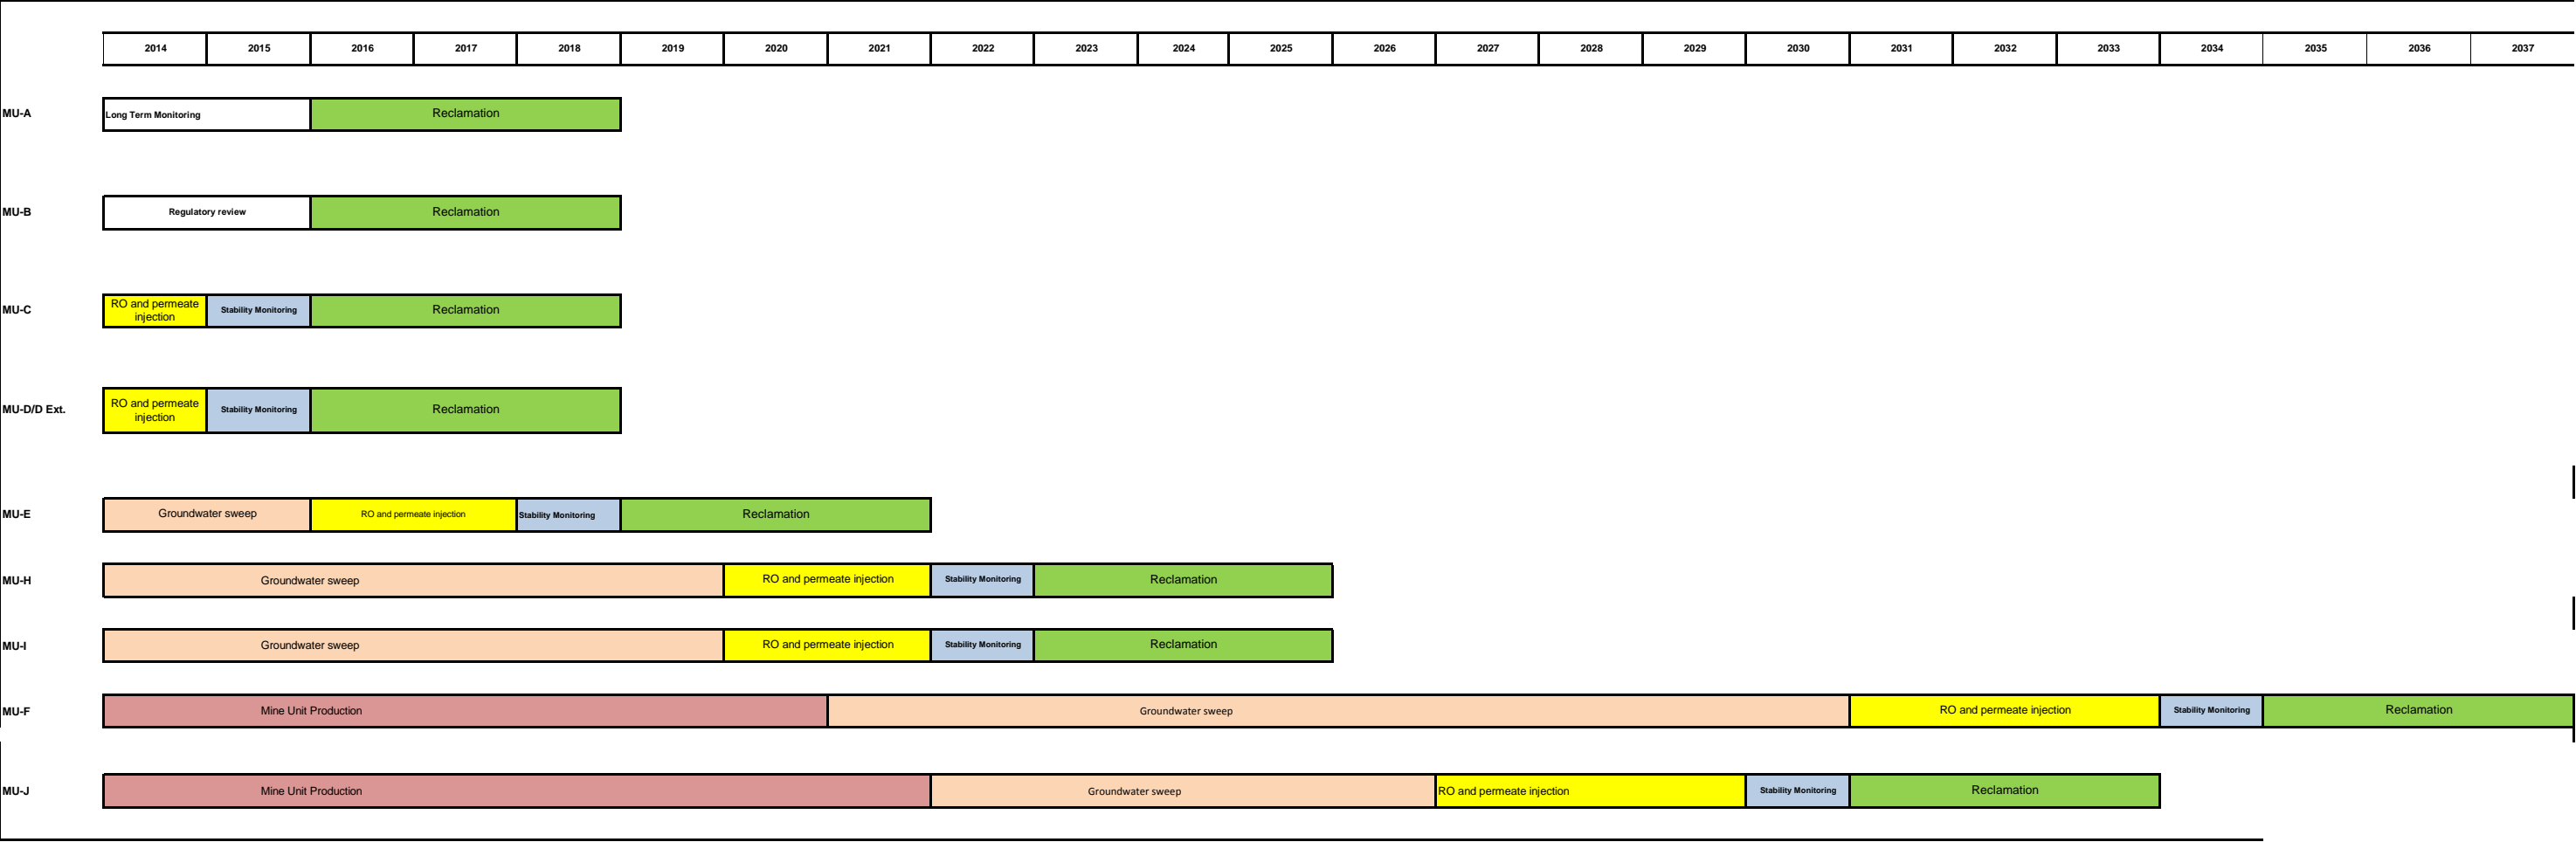 2014 2015 2016 2017 2018 2019 2020 2021 2022 2023 2024 2025 2026 2027 2028 2029 2030 2031 2032 2033 2034 2035 2036 2037
MU-A Long Term Monitoring Reclamation
MU-B Regulatory review Reclamation
MU-C RO and permeate injection Stability Monitoring Reclamation
MU-D/D Ext. RO and permeate injection Stability Monitoring Reclamation
MU-E Groundwater sweep RO and permeate injection Stability Monitoring Reclamation
MU-H Groundwater sweep RO and permeate injection Stability Monitoring Reclamation
MU-I Groundwater sweep RO and permeate injection Stability Monitoring Reclamation
MU-F Mine Unit Production Groundwater sweep RO and permeate injection Stability Monitoring Reclamation
MU-J Mine Unit Production Groundwater sweep RO and permeate injection Stability Monitoring Reclamation